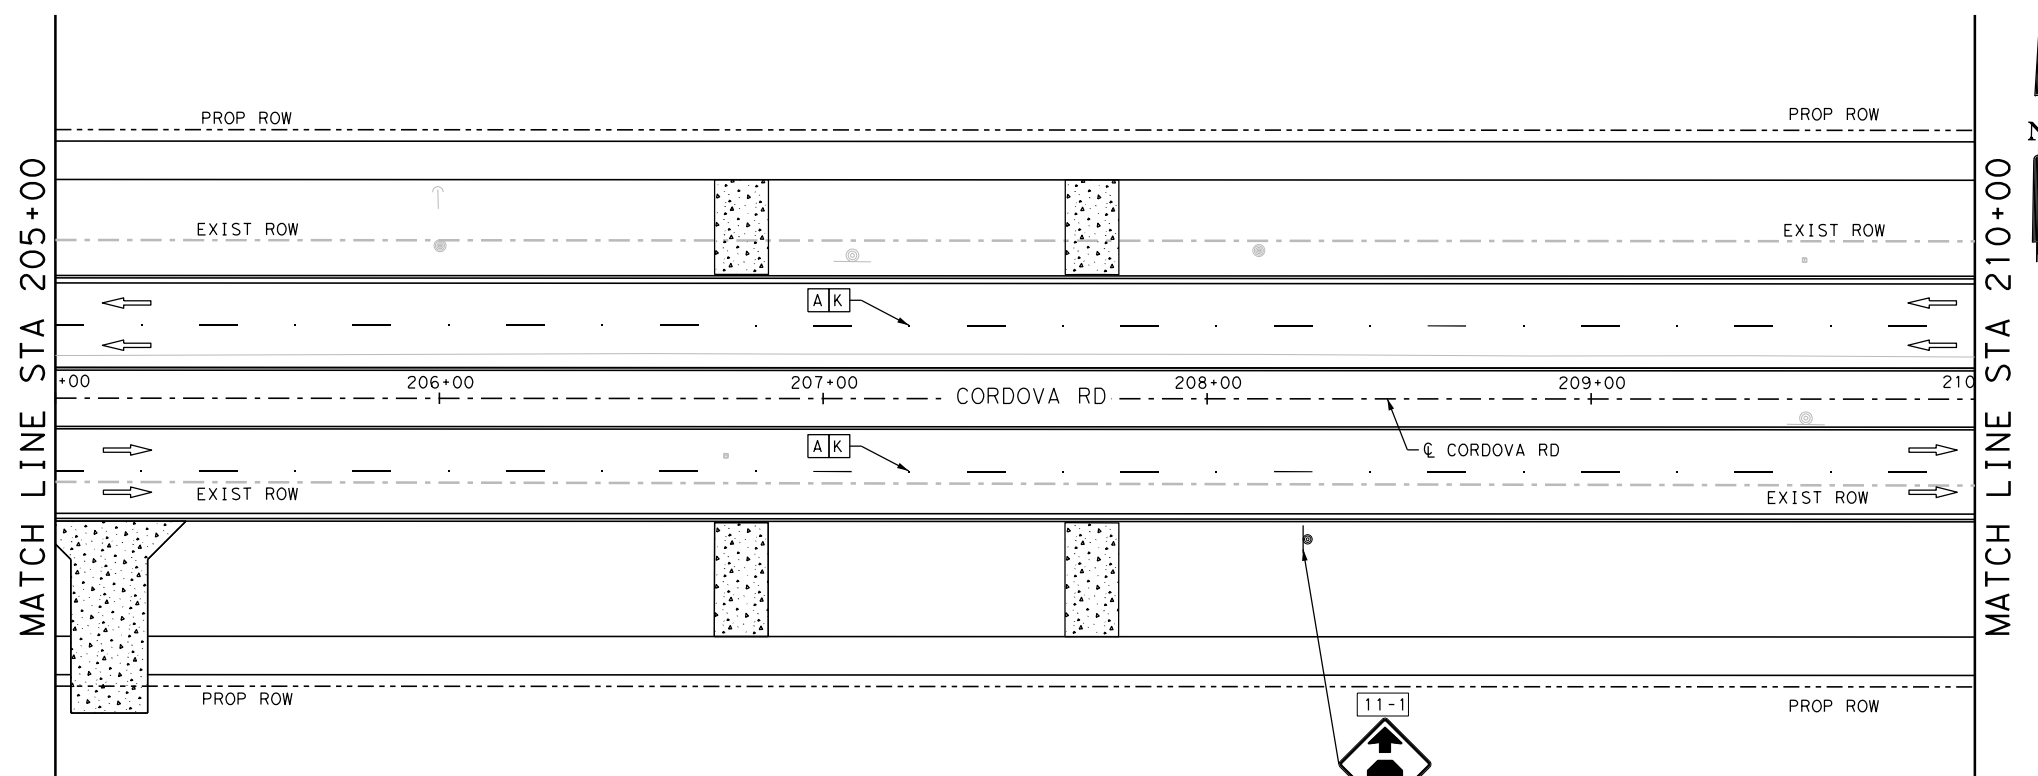 PROP ROW
PROP ROW
N
MATCH LINE STA 205+00
MATCH LINE STA 210+00
EXIST ROW
EXIST ROW
A K
+00
206+00
207+00
208+00
209+00
210
CORDOVA RD
A K
℄ CORDOVA RD
EXIST ROW
EXIST ROW
PROP ROW
PROP ROW
11-1